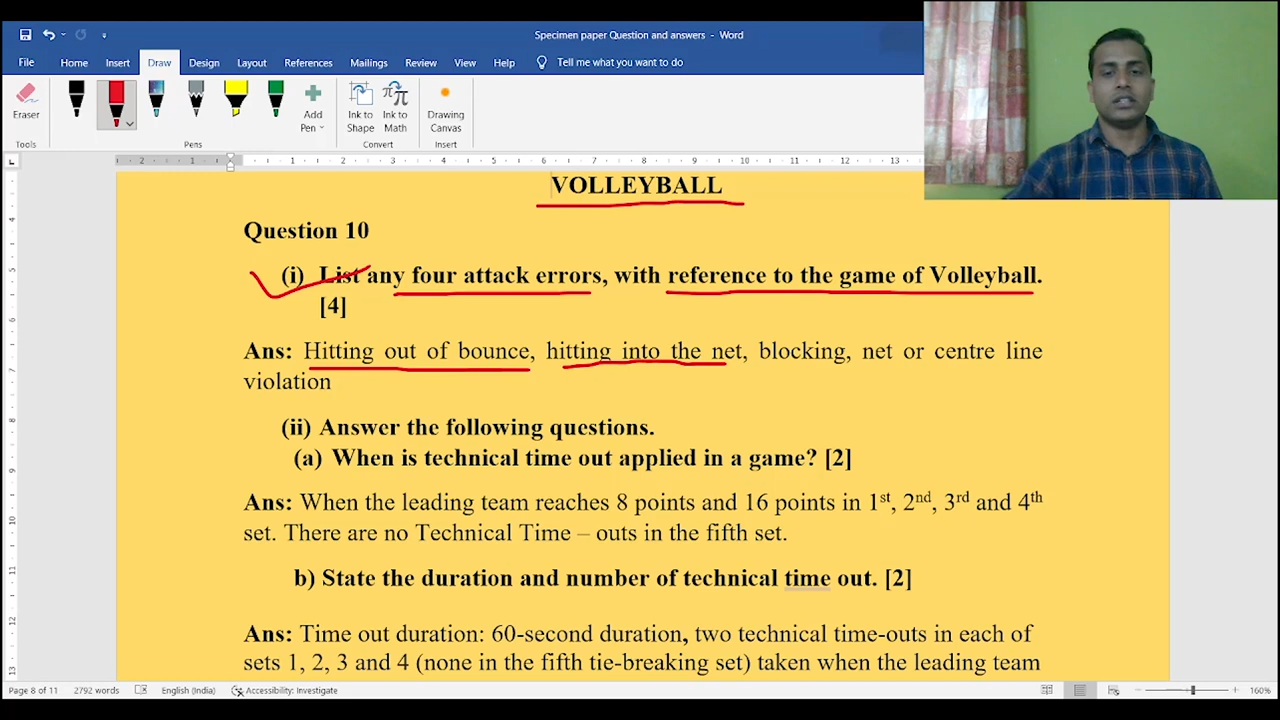 Specimen paper Question and answers - Word
File Home Insert Draw Design Layout References Mailings Review View Help Tell me what you want to do
Eraser
Add Pen
Ink to Shape
Ink to Math
Drawing Canvas
Tools Pens Convert Insert
VOLLEYBALL
Question 10
(i) List any four attack errors, with reference to the game of Volleyball.
[4]
Ans: Hitting out of bounce, hitting into the net, blocking, net or centre line
violation
(ii) Answer the following questions.
(a) When is technical time out applied in a game? [2]
Ans: When the leading team reaches 8 points and 16 points in 1st, 2nd, 3rd and 4th
set. There are no Technical Time – outs in the fifth set.
b) State the duration and number of technical time out. [2]
Ans: Time out duration: 60-second duration, two technical time-outs in each of
sets 1, 2, 3 and 4 (none in the fifth tie-breaking set) taken when the leading team
Page 8 of 11 2792 words English (India) Accessibility: Investigate 160%